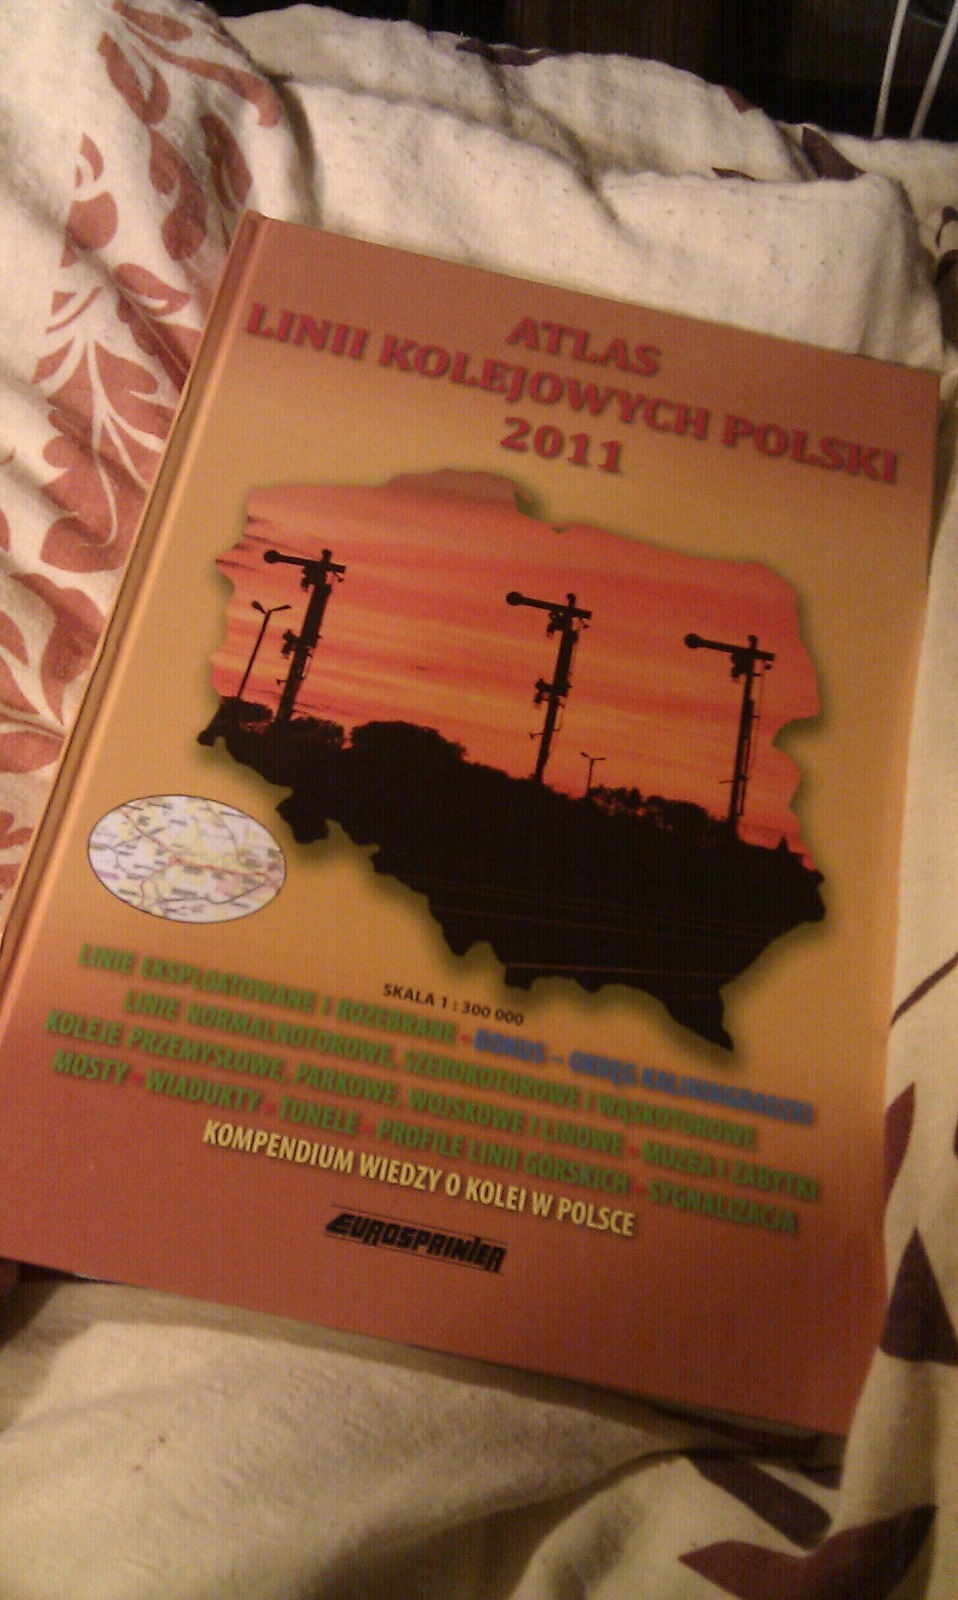 ATLAS
LINII KOLEJOWYCH POLSKI
2011
SKALA 1 : 300 000
LINIE EKSPLOATOWANE I ROZEBRANE • BONUS – OKRĘG KALININGRADZKI
LINIE NORMALNOTOROWE, SZEROKOTOROWE I WĄSKOTOROWE
KOLEJE PRZEMYSŁOWE, PARKOWE, WOJSKOWE I LINOWE • MUZEA I ZABYTKI
MOSTY • WIADUKTY • TUNELE • PROFILE LINII GÓRSKICH • SYGNALIZACJA
KOMPENDIUM WIEDZY O KOLEI W POLSCE
EUROSPRINTER